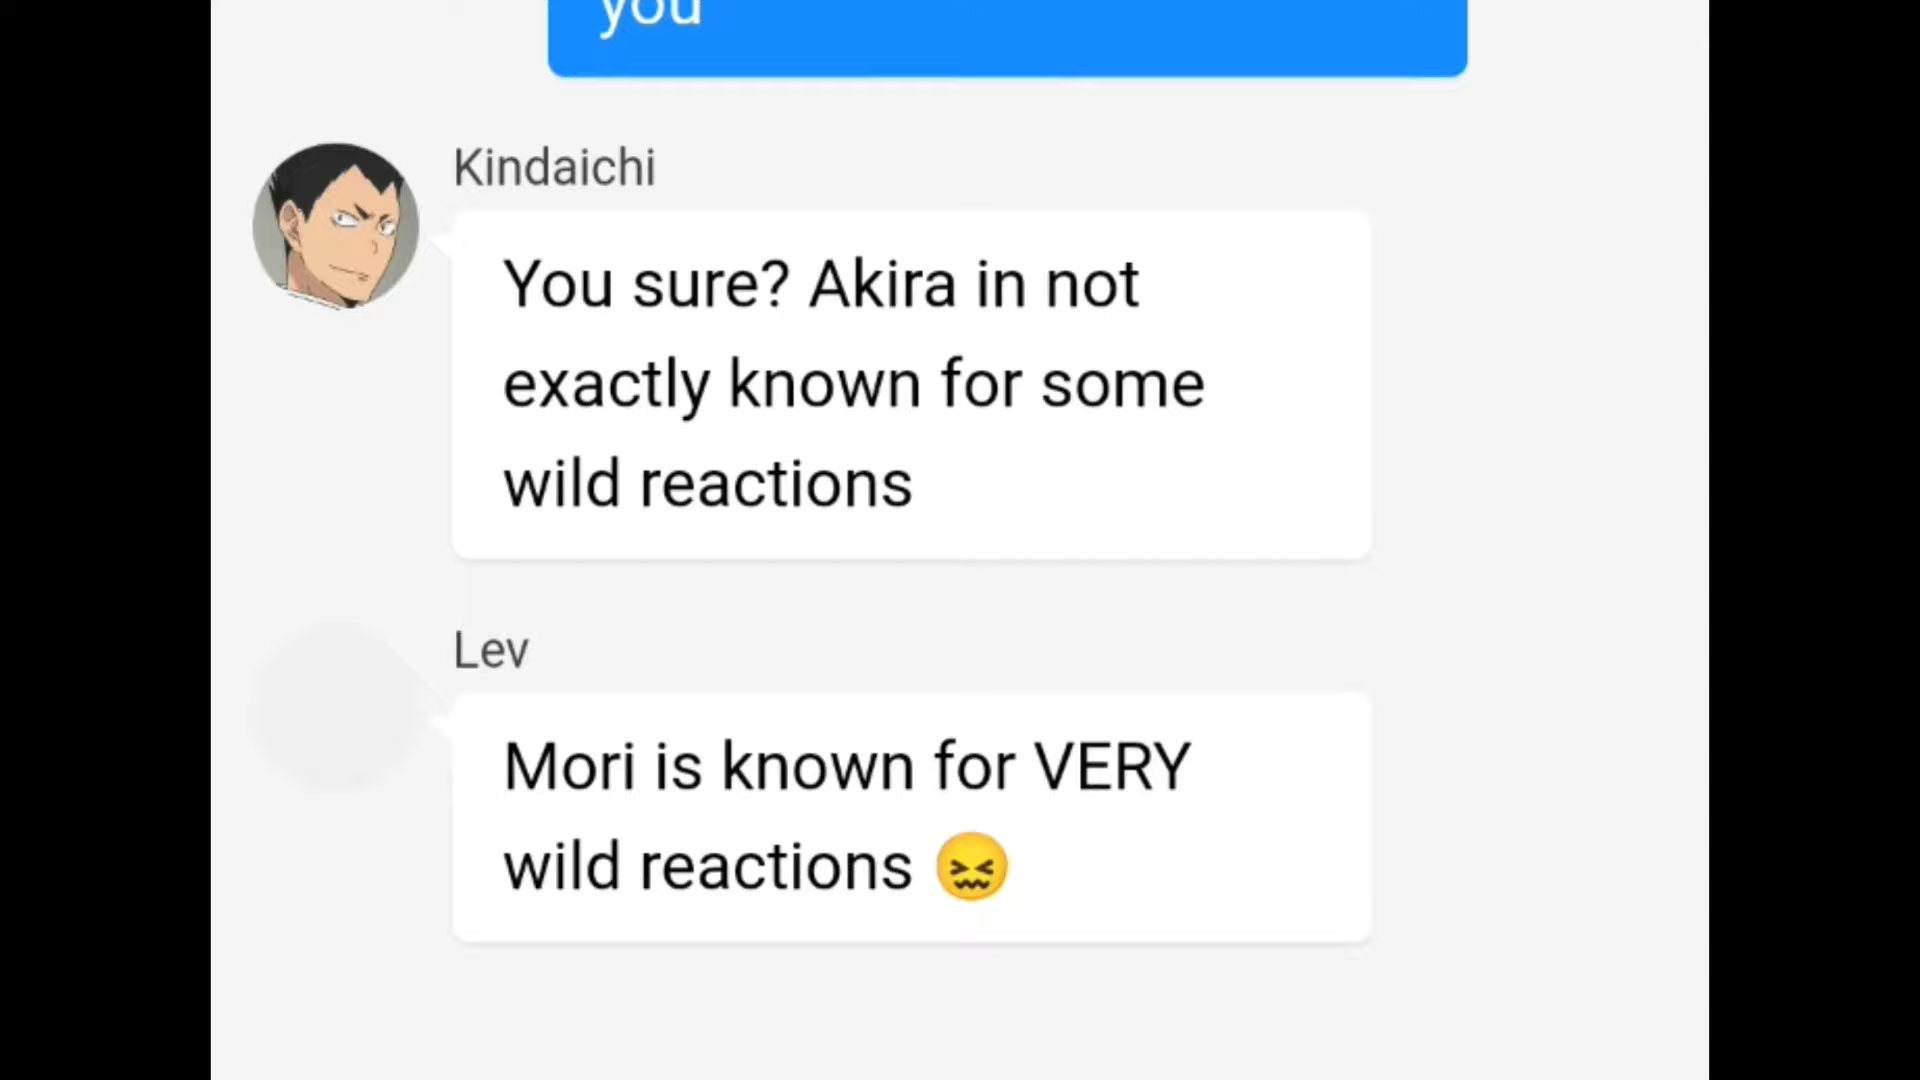 you
Kindaichi
You sure? Akira in not
exactly known for some
wild reactions
Lev
Mori is known for VERY
wild reactions 😖